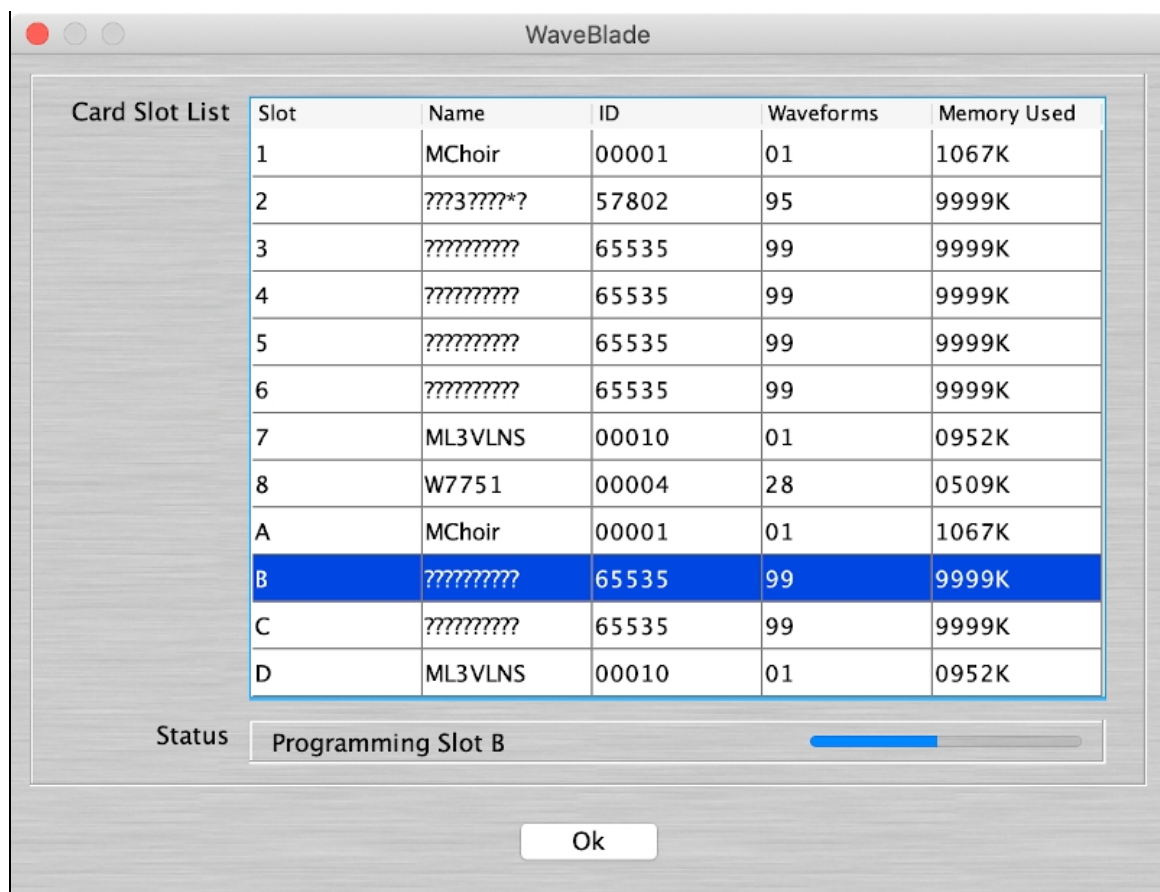 WaveBlade
Card Slot List Slot Name ID Waveforms Memory Used
1 MChoir 00001 01 1067K
2 ???3????*? 57802 95 9999K
3 ?????????? 65535 99 9999K
4 ?????????? 65535 99 9999K
5 ?????????? 65535 99 9999K
6 ?????????? 65535 99 9999K
7 ML3VLNS 00010 01 0952K
8 W7751 00004 28 0509K
A MChoir 00001 01 1067K
B ?????????? 65535 99 9999K
C ?????????? 65535 99 9999K
D ML3VLNS 00010 01 0952K
Status Programming Slot B
Ok